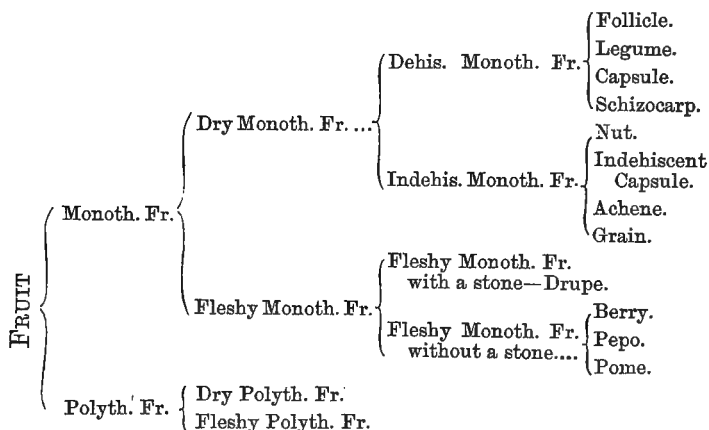 Follicle.
Dehis. Monoth. Fr.
Legume.
Capsule.
Schizocarp.
Dry Monoth. Fr. ...
Nut.
Indehis. Monoth. Fr.
Indehiscent
Capsule.
Achene.
Grain.
Monoth. Fr.
FRUIT
Fleshy Monoth. Fr.
Fleshy Monoth. Fr.
with a stone—Drupe.
Fleshy Monoth. Fr.
without a stone....
Berry.
Pepo.
Pome.
Polyth. Fr.
Dry Polyth. Fr.
Fleshy Polyth. Fr.